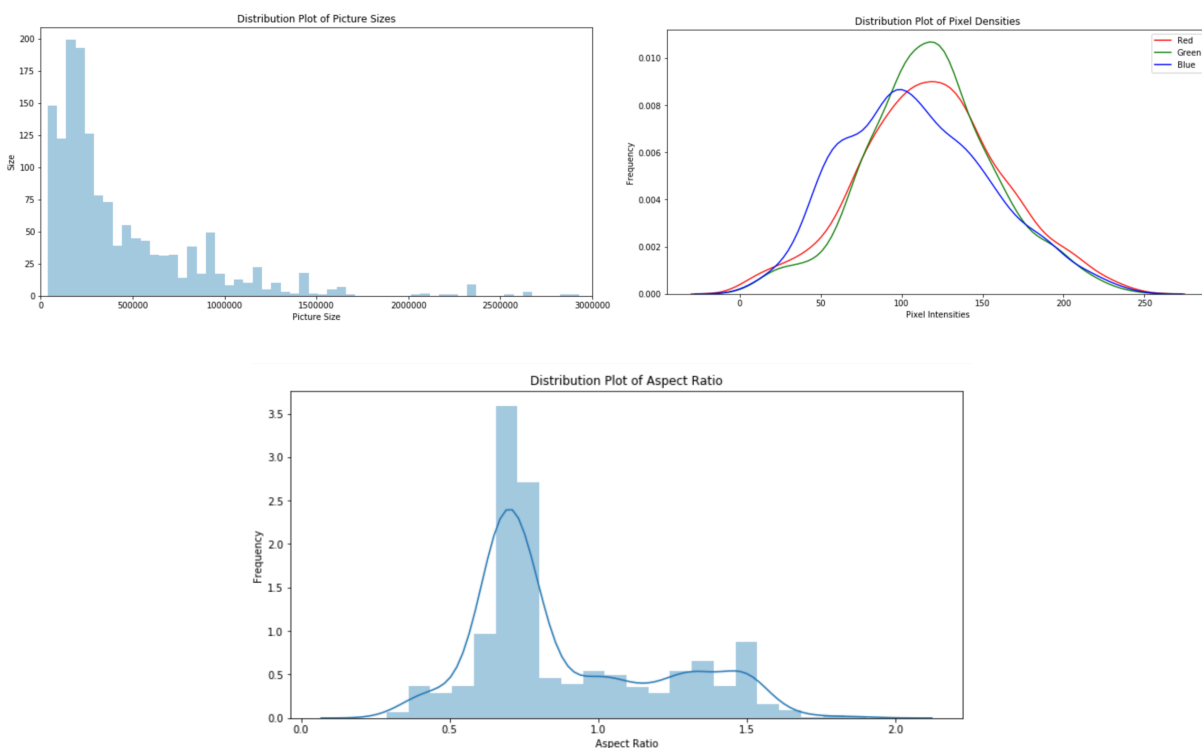 Distribution Plot of Picture Sizes
200
175
150
125
100
75
50
25
0
Size
0 500000 1000000 1500000 2000000 2500000 3000000
Picture Size
Distribution Plot of Pixel Densities
Red
Green
Blue
0.010
0.008
0.006
0.004
0.002
0.000
Frequency
0 50 100 150 200 250
Pixel Intensities
Distribution Plot of Aspect Ratio
3.5
3.0
2.5
2.0
1.5
1.0
0.5
0.0
Frequency
0.0 0.5 1.0 1.5 2.0
Aspect Ratio